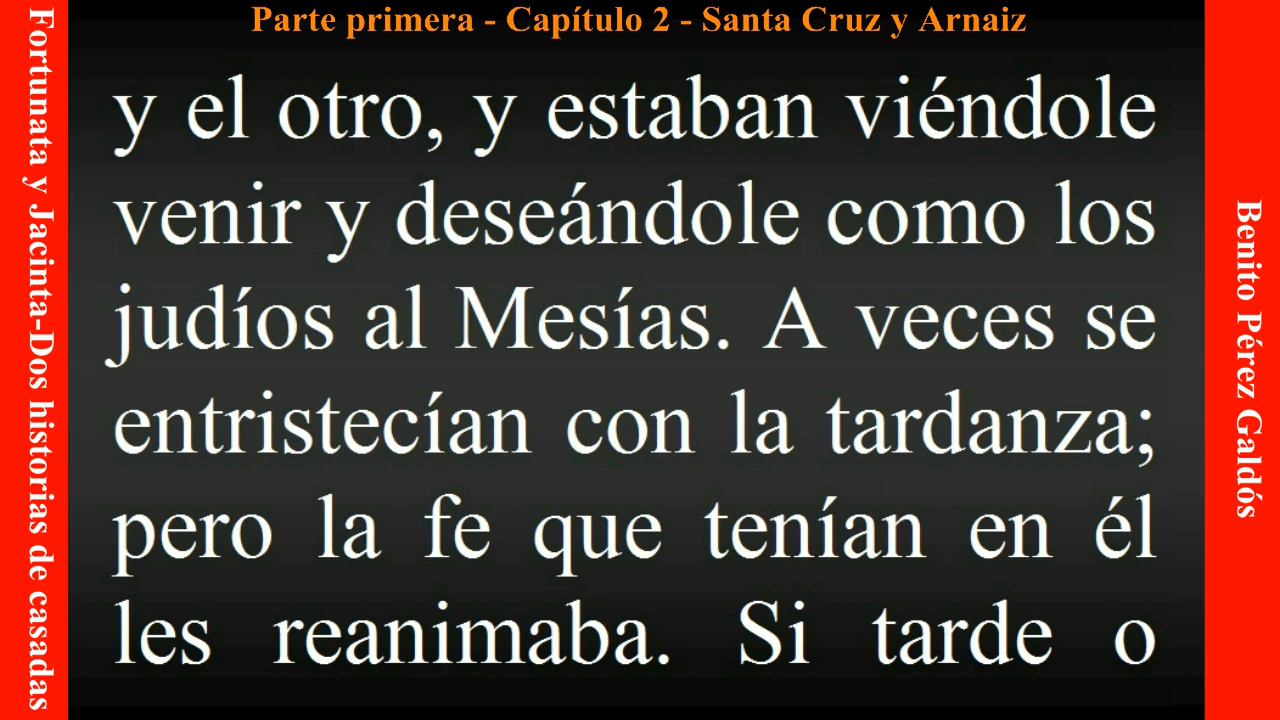 Parte primera - Capítulo 2 - Santa Cruz y Arnaiz
Fortunata y Jacinta-Dos historias de casadas
y el otro, y estaban viéndole
venir y deseándole como los
judíos al Mesías. A veces se
entristecían con la tardanza;
pero la fe que tenían en él
les reanimaba. Si tarde o
Benito Pérez Galdós